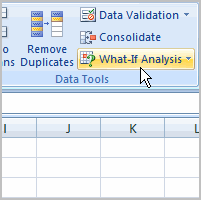 Data Validation
Consolidate
Remove
Duplicates
What-If Analysis
Data Tools
J
K